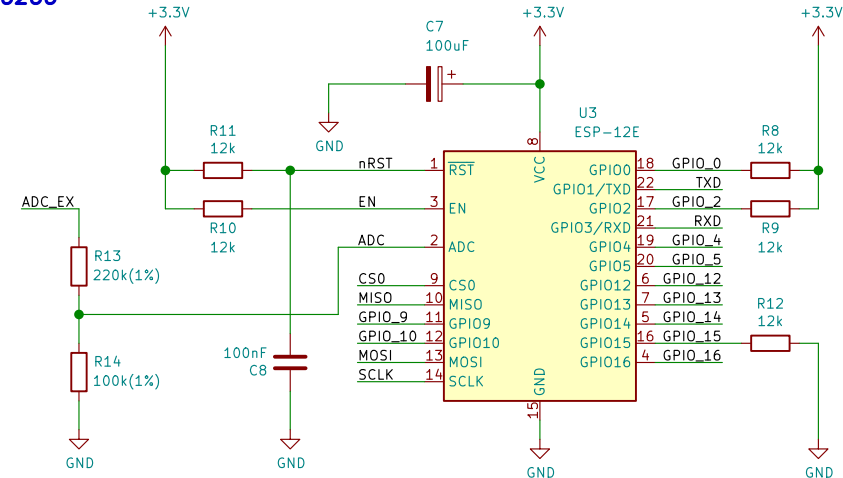 +3.3V
+3.3V
+3.3V
C7
100uF
+
GND
U3
ESP-12E
R11
12k
R10
12k
ADC_EX
R13
220k(1%)
R14
100k(1%)
GND
100nF
C8
GND
nRST
EN
ADC
CS0
MISO
GPIO_9
GPIO_10
MOSI
SCLK
1
3
2
9
10
11
12
13
14
RST
EN
ADC
CS0
MISO
GPIO9
GPIO10
MOSI
SCLK
8
VCC
GND
15
GND
GPIO0
GPIO1/TXD
GPIO2
GPIO3/RXD
GPIO4
GPIO5
GPIO12
GPIO13
GPIO14
GPIO15
GPIO16
18
22
17
21
19
20
6
7
5
16
4
GPIO_0
TXD
GPIO_2
RXD
GPIO_4
GPIO_5
GPIO_12
GPIO_13
GPIO_14
GPIO_15
GPIO_16
R8
12k
R9
12k
R12
12k
GND